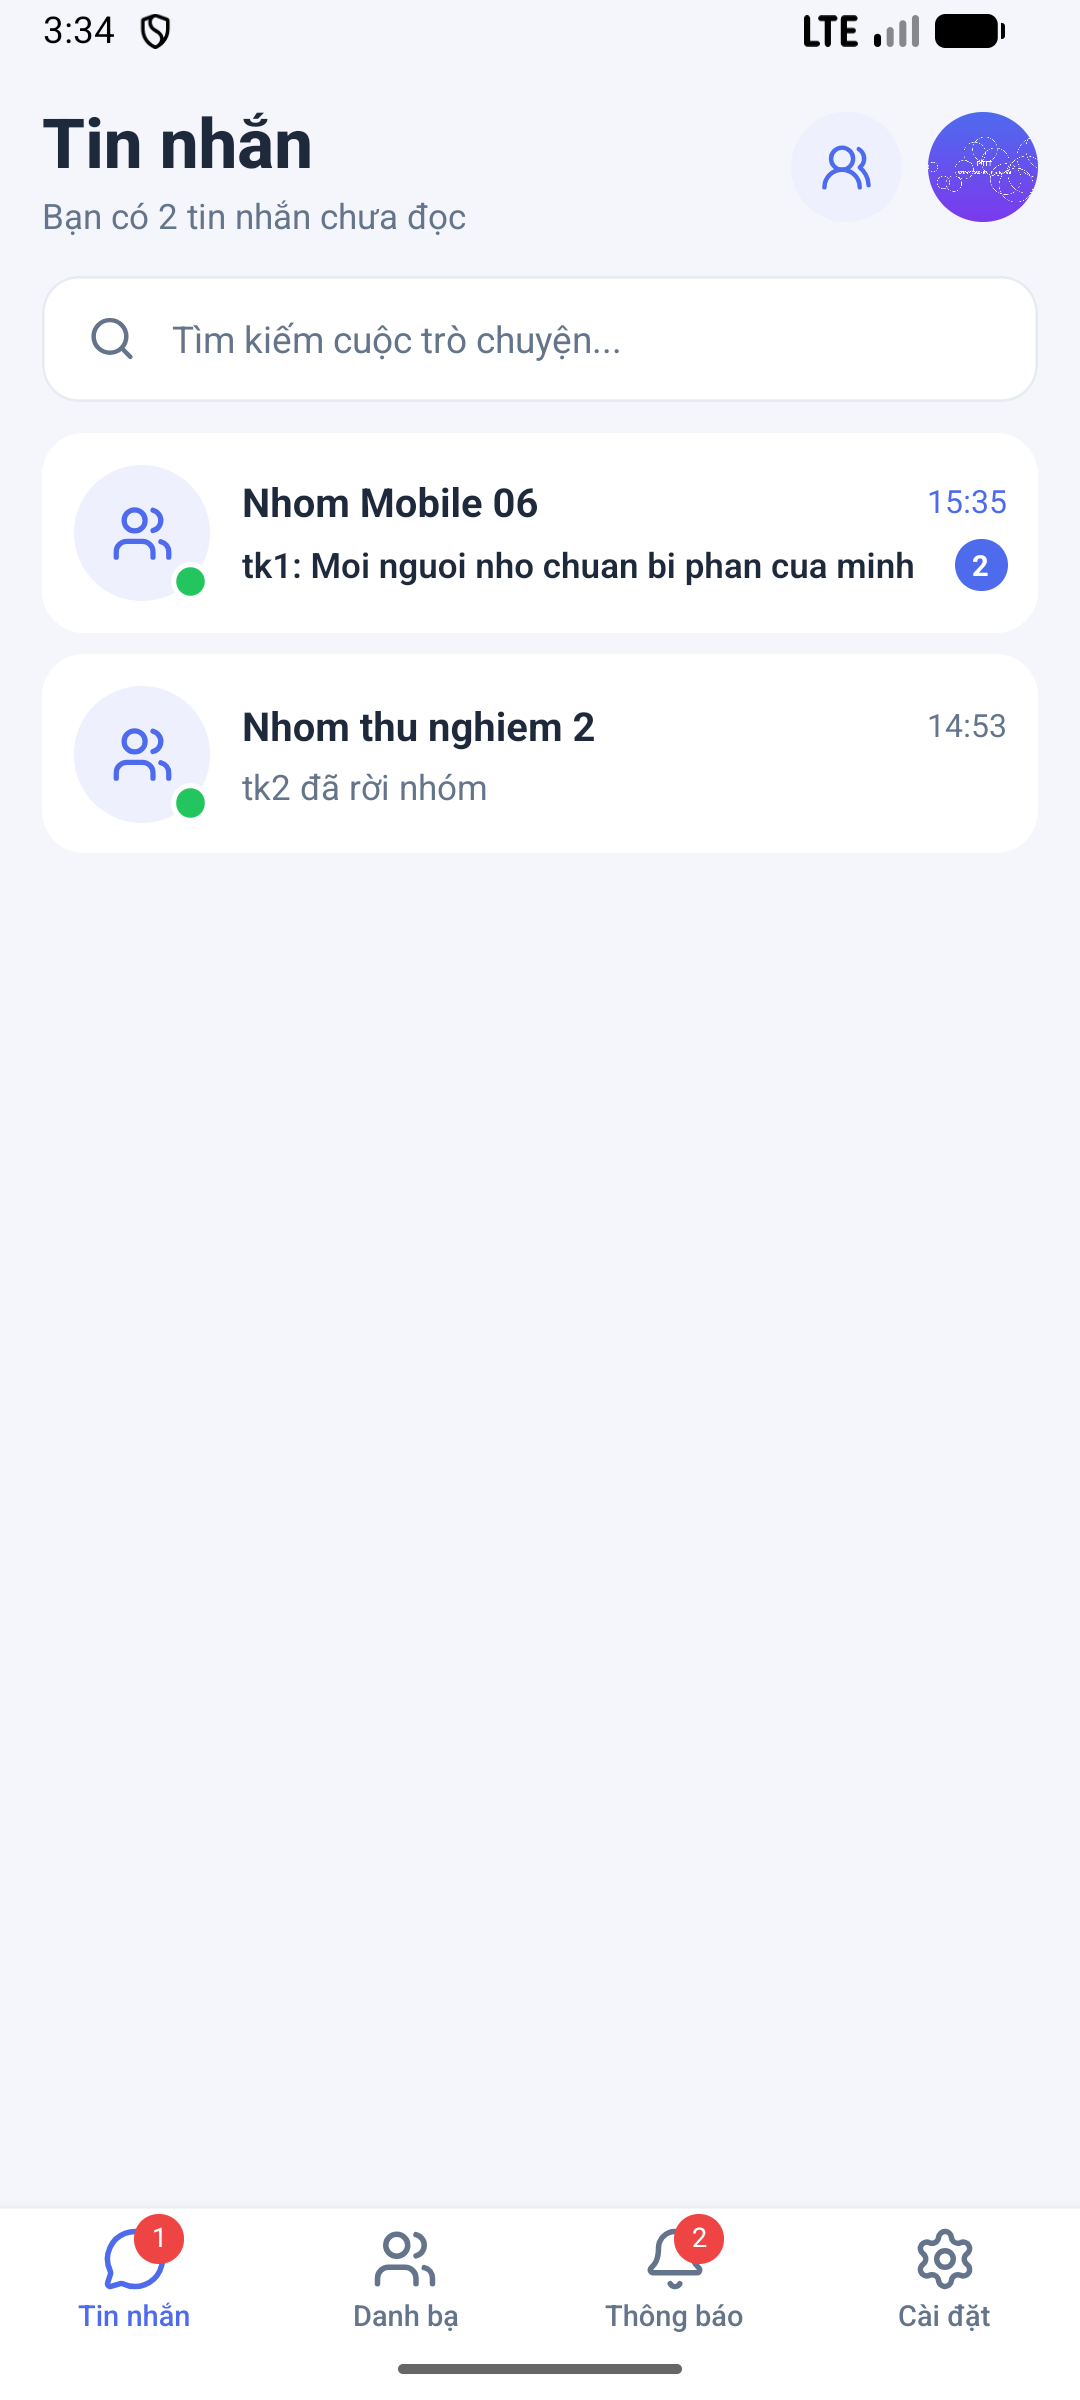 3:34 LTE
Tin nhắn
Bạn có 2 tin nhắn chưa đọc
Tìm kiếm cuộc trò chuyện...
Nhom Mobile 06 15:35
tk1: Moi nguoi nho chuan bi phan cua minh 2
Nhom thu nghiem 2 14:53
tk2 đã rời nhóm
1 2
Tin nhắn Danh bạ Thông báo Cài đặt